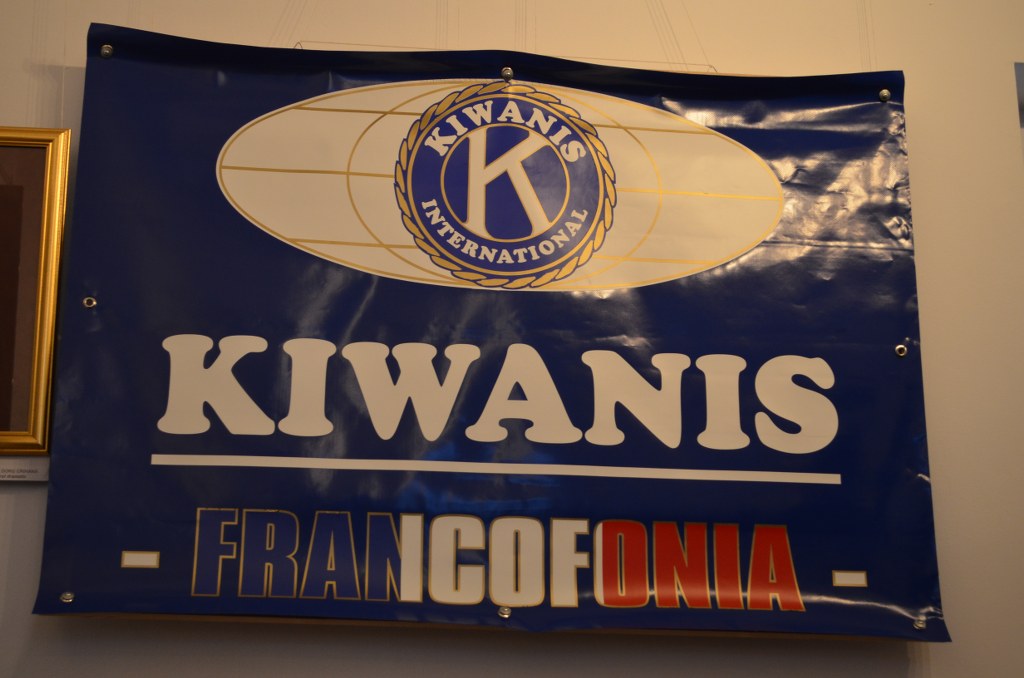 KIWANIS
K
INTERNATIONAL
KIWANIS
- FRANCOFONIA -